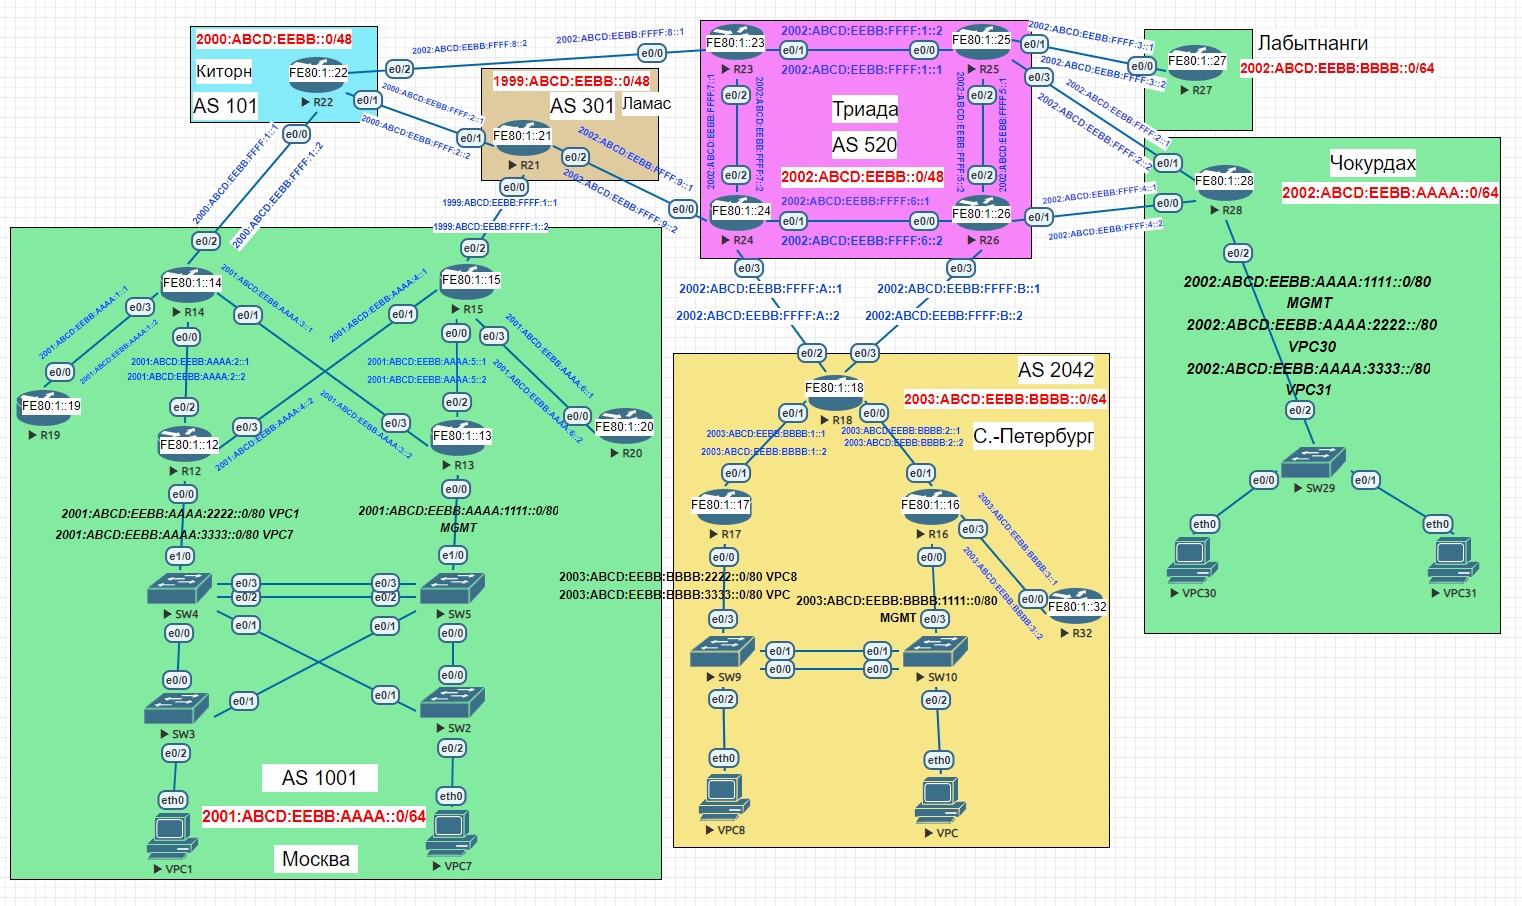 2000:ABCD:EEBB::0/48
Киторн
FE80:1::22
AS 101
R22
e0/2
e0/1
e0/0
2002:ABCD:EEBB:FFFF:8::2
2002:ABCD:EEBB:FFFF:8::1
2000:ABCD:EEBB:FFFF:2::1
2000:ABCD:EEBB:FFFF:2::2
2000:ABCD:EEBB:FFFF:1::1
2000:ABCD:EEBB:FFFF:1::2
1999:ABCD:EEBB::0/48
AS 301
Ламас
FE80:1::21
R21
e0/1
e0/2
e0/0
2002:ABCD:EEBB:FFFF:9::1
2002:ABCD:EEBB:FFFF:9::2
1999:ABCD:EEBB:FFFF:1::1
1999:ABCD:EEBB:FFFF:1::2
e0/0
FE80:1::23
R23
e0/1
e0/2
2002:ABCD:EEBB:FFFF:1::2
2002:ABCD:EEBB:FFFF:1::1
e0/0
FE80:1::25
R25
e0/1
e0/3
e0/2
2002:ABCD:EEBB:FFFF:7::1
2002:ABCD:EEBB:FFFF:7::2
Триада
AS 520
2002:ABCD:EEBB::0/48
2002:ABCD:EEBB:FFFF:5::1
2002:ABCD:EEBB:FFFF:5::2
e0/2
e0/0
FE80:1::24
R24
e0/1
e0/3
2002:ABCD:EEBB:FFFF:6::1
2002:ABCD:EEBB:FFFF:6::2
e0/2
e0/0
FE80:1::26
R26
e0/1
e0/3
2002:ABCD:EEBB:FFFF:3::1
2002:ABCD:EEBB:FFFF:3::2
2002:ABCD:EEBB:FFFF:2::1
2002:ABCD:EEBB:FFFF:2::2
2002:ABCD:EEBB:FFFF:4::1
2002:ABCD:EEBB:FFFF:4::2
Лабытнанги
2002:ABCD:EEBB:BBBB::0/64
FE80:1::27
e0/0
R27
Чокурдах
2002:ABCD:EEBB:AAAA::0/64
e0/1
FE80:1::28
e0/0
R28
e0/2
2002:ABCD:EEBB:AAAA:1111::0/80
MGMT
2002:ABCD:EEBB:AAAA:2222::/80
VPC30
2002:ABCD:EEBB:AAAA:3333::/80
VPC31
e0/2
SW29
e0/0
e0/1
eth0
eth0
VPC30
VPC31
e0/2
FE80:1::14
R14
e0/3
e0/1
e0/0
2001:ABCD:EEBB:AAAA:1::1
2001:ABCD:EEBB:AAAA:1::2
2001:ABCD:EEBB:AAAA:3::1
2001:ABCD:EEBB:AAAA:3::2
2001:ABCD:EEBB:AAAA:2::1
2001:ABCD:EEBB:AAAA:2::2
e0/2
FE80:1::15
R15
e0/1
e0/0
e0/3
2001:ABCD:EEBB:AAAA:4::1
2001:ABCD:EEBB:AAAA:4::2
2001:ABCD:EEBB:AAAA:5::1
2001:ABCD:EEBB:AAAA:5::2
2001:ABCD:EEBB:AAAA:6::1
2001:ABCD:EEBB:AAAA:6::2
e0/0
FE80:1::19
R19
e0/2
e0/3
FE80:1::12
R12
e0/0
e0/3
e0/2
FE80:1::13
R13
e0/0
e0/0
FE80:1::20
R20
2001:ABCD:EEBB:AAAA:2222::0/80 VPC1
2001:ABCD:EEBB:AAAA:3333::0/80 VPC7
2001:ABCD:EEBB:AAAA:1111::0/80
MGMT
e1/0
SW4
e0/3
e0/2
e0/1
e0/0
e1/0
SW5
e0/3
e0/2
e0/1
e0/0
e0/0
e0/1
SW3
e0/2
e0/1
e0/0
SW2
e0/2
eth0
VPC1
eth0
VPC7
AS 1001
2001:ABCD:EEBB:AAAA::0/64
Москва
2002:ABCD:EEBB:FFFF:A::1
2002:ABCD:EEBB:FFFF:A::2
2002:ABCD:EEBB:FFFF:B::1
2002:ABCD:EEBB:FFFF:B::2
e0/2
e0/3
FE80:1::18
R18
e0/1
e0/0
AS 2042
2003:ABCD:EEBB:BBBB::0/64
С.-Петербург
2003:ABCD:EEBB:BBBB:1::1
2003:ABCD:EEBB:BBBB:1::2
2003:ABCD:EEBB:BBBB:2::1
2003:ABCD:EEBB:BBBB:2::2
e0/1
FE80:1::17
R17
e0/0
e0/1
FE80:1::16
R16
e0/3
e0/0
2003:ABCD:EEBB:BBBB:3::1
2003:ABCD:EEBB:BBBB:3::2
e0/0
FE80:1::32
R32
2003:ABCD:EEBB:BBBB:2222::0/80 VPC8
2003:ABCD:EEBB:BBBB:3333::0/80 VPC
2003:ABCD:EEBB:BBBB:1111::0/80
MGMT
e0/3
SW9
e0/1
e0/0
e0/2
e0/3
SW10
e0/1
e0/0
e0/2
eth0
VPC8
eth0
VPC